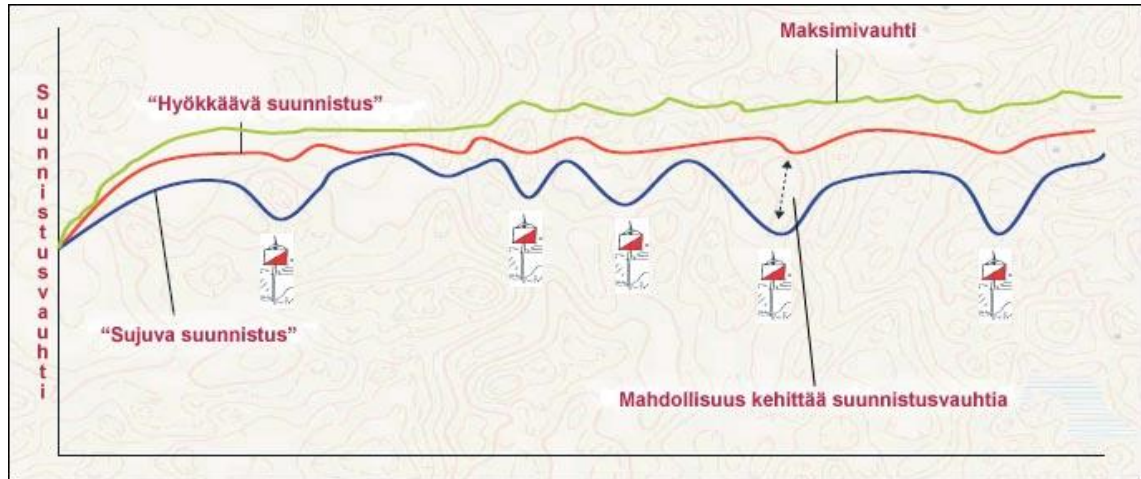 Maksimivauhti
“Hyökkäävä suunnistus”
Suunnistusvauhti
“Sujuva suunnistus”
Mahdollisuus kehittää suunnistusvauhtia